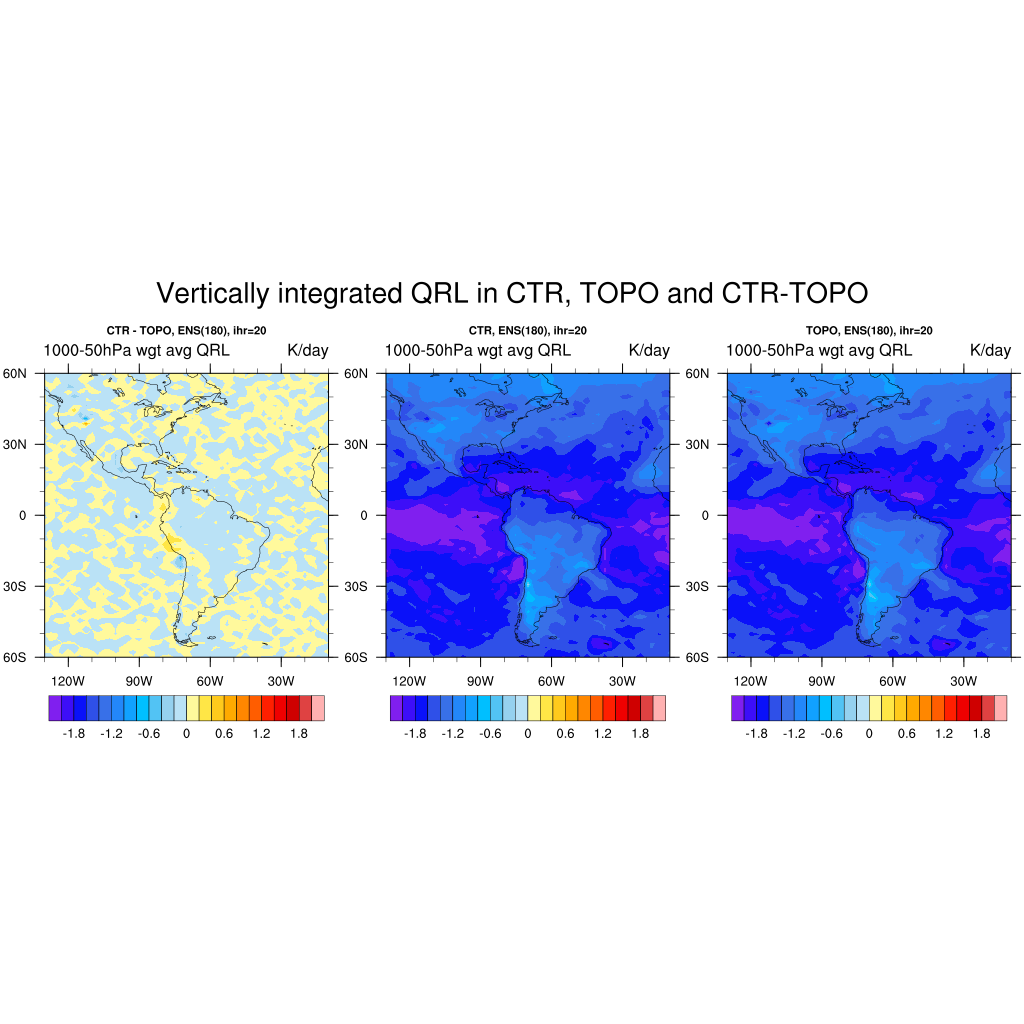 Vertically integrated QRL in CTR, TOPO and CTR-TOPO
CTR - TOPO, ENS(180), ihr=20
1000-50hPa wgt avg QRL K/day
60N
30N
0
30S
60S
120W 90W 60W 30W
-1.8 -1.2 -0.6 0 0.6 1.2 1.8
CTR, ENS(180), ihr=20
1000-50hPa wgt avg QRL K/day
60N
30N
0
30S
60S
120W 90W 60W 30W
-1.8 -1.2 -0.6 0 0.6 1.2 1.8
TOPO, ENS(180), ihr=20
1000-50hPa wgt avg QRL K/day
60N
30N
0
30S
60S
120W 90W 60W 30W
-1.8 -1.2 -0.6 0 0.6 1.2 1.8